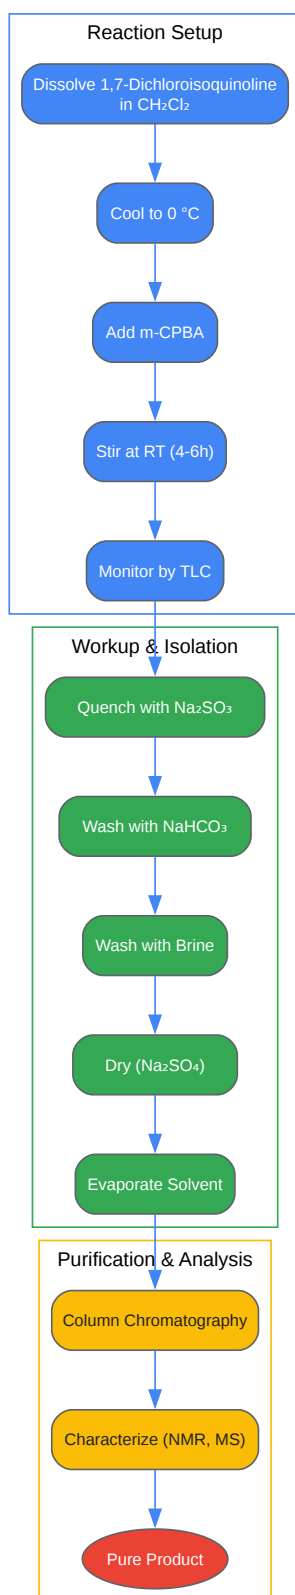 Reaction Setup
Dissolve 1,7-Dichloroisoquinoline
in CH₂Cl₂
Cool to 0 °C
Add m-CPBA
Stir at RT (4-6h)
Monitor by TLC
Workup & Isolation
Quench with Na₂SO₃
Wash with NaHCO₃
Wash with Brine
Dry (Na₂SO₄)
Evaporate Solvent
Purification & Analysis
Column Chromatography
Characterize (NMR, MS)
Pure Product